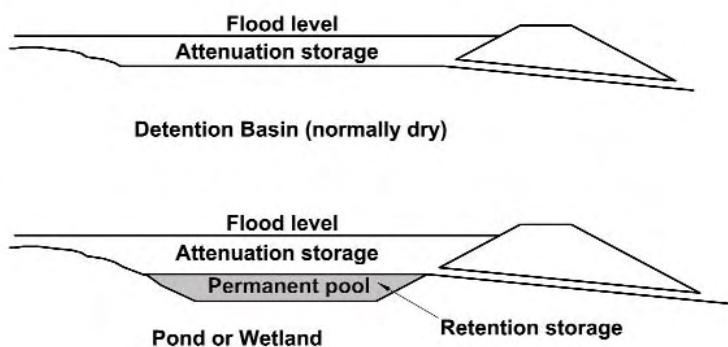 Flood level
Attenuation storage
Detention Basin (normally dry)
Flood level
Attenuation storage
Permanent pool
Retention storage
Pond or Wetland